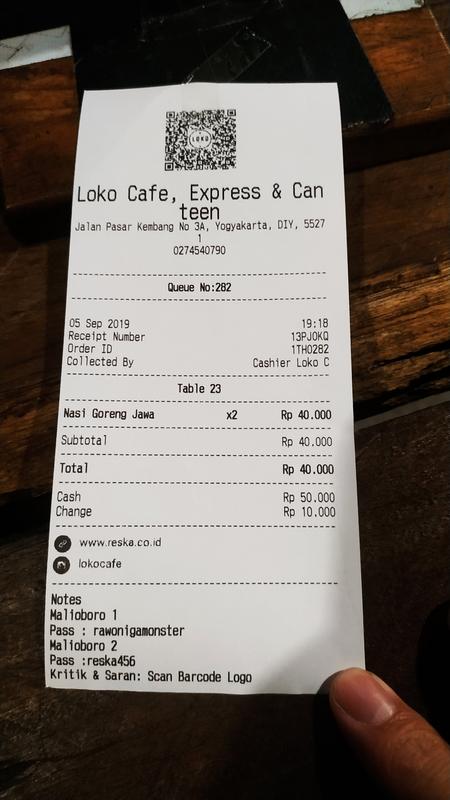 LOKO
Loko Cafe, Express & Can
teen
Jalan Pasar Kembang No 3A, Yogyakarta, DIY, 5527
1
0274540790
Queue No:282
05 Sep 2019 19:18
Receipt Number 13PJ0KQ
Order ID 1TH0282
Collected By Cashier Loko C
Table 23
Nasi Goreng Jawa x2 Rp 40.000
Subtotal Rp 40.000
Total Rp 40.000
Cash Rp 50.000
Change Rp 10.000
www.reska.co.id
lokocafe
Notes
Malioboro 1
Pass : rawonigamonster
Malioboro 2
Pass :reska456
Kritik & Saran: Scan Barcode Logo